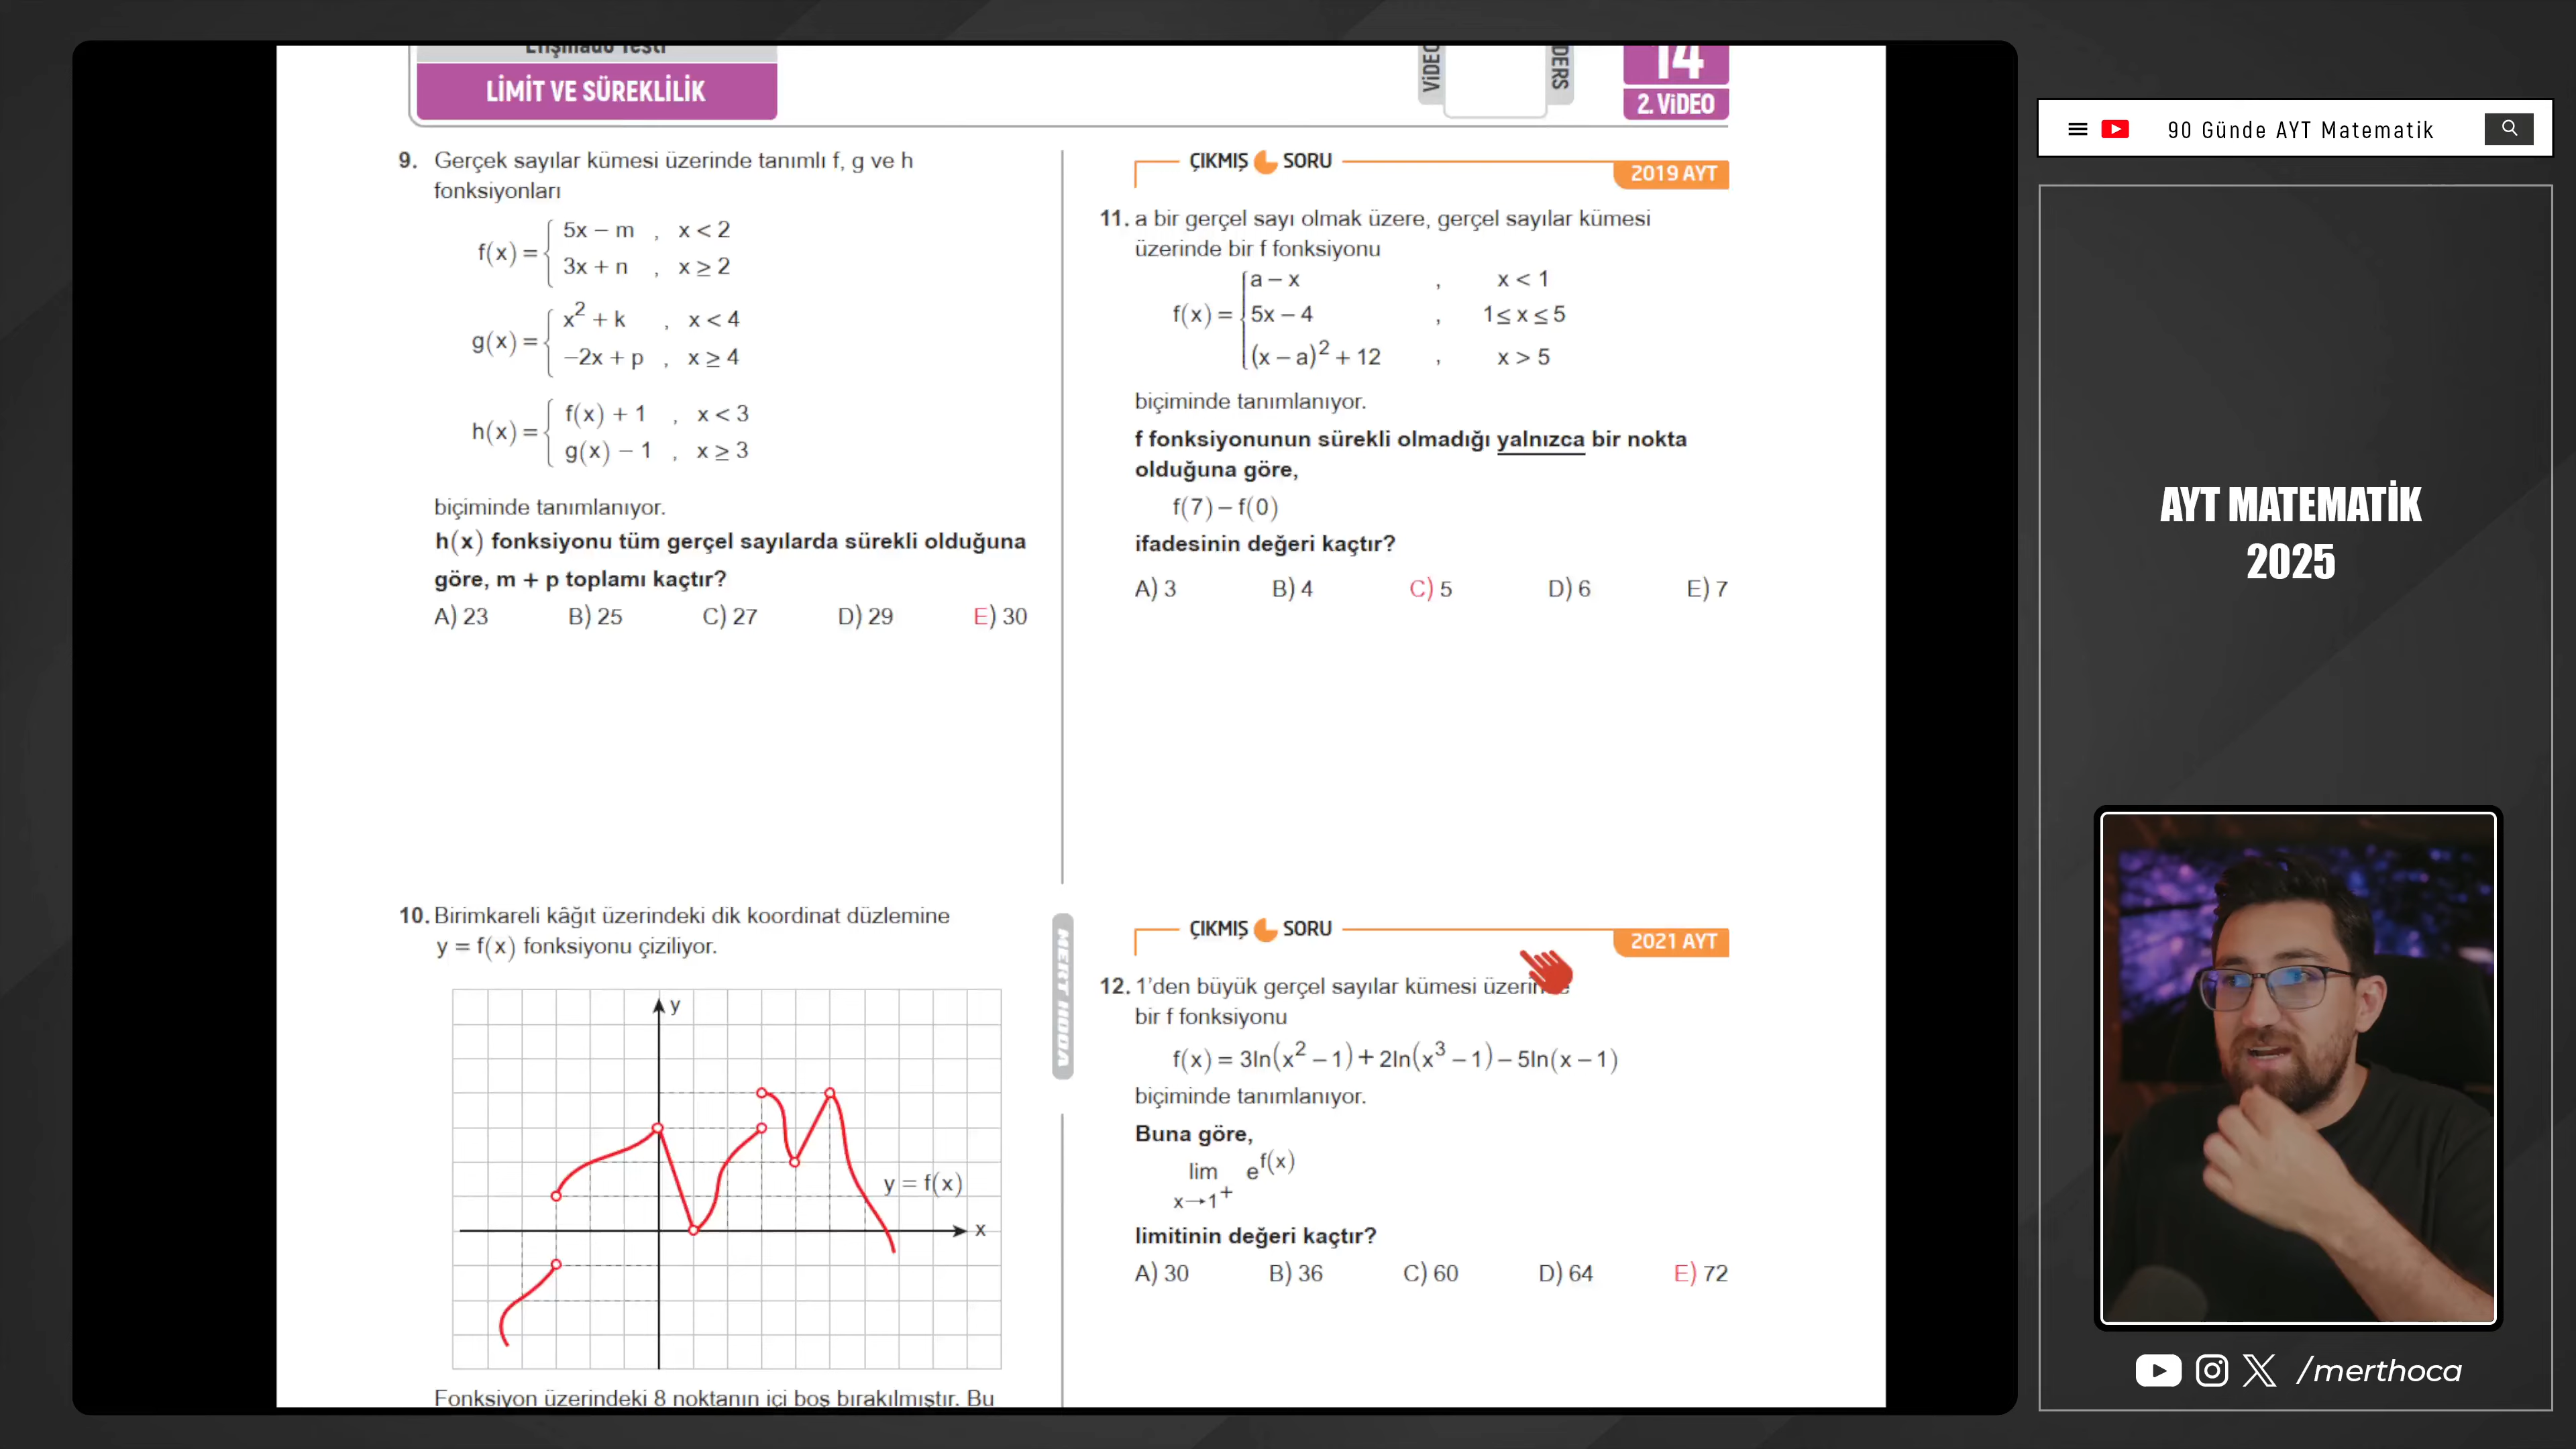 LİMİT VE SÜREKLİLİK
VİDEO
DERS
14
2. VİDEO
9. Gerçek sayılar kümesi üzerinde tanımlı f, g ve h
fonksiyonları
f(x) = { 5x − m , x < 2
3x + n , x ≥ 2
g(x) = { x² + k , x < 4
−2x + p , x ≥ 4
h(x) = { f(x) + 1 , x < 3
g(x) − 1 , x ≥ 3
biçiminde tanımlanıyor.
h(x) fonksiyonu tüm gerçel sayılarda sürekli olduğuna
göre, m + p toplamı kaçtır?
A) 23 B) 25 C) 27 D) 29 E) 30
10. Birimkareli kâğıt üzerindeki dik koordinat düzlemine
y = f(x) fonksiyonu çiziliyor.
y
y = f(x)
x
Fonksiyon üzerindeki 8 noktanın içi boş bırakılmıştır. Bu
MERT HOCA
ÇIKMIŞ SORU
2019 AYT
11. a bir gerçel sayı olmak üzere, gerçel sayılar kümesi
üzerinde bir f fonksiyonu
f(x) = { a − x , x < 1
5x − 4 , 1 ≤ x ≤ 5
(x − a)² + 12 , x > 5
biçiminde tanımlanıyor.
f fonksiyonunun sürekli olmadığı yalnızca bir nokta
olduğuna göre,
f(7) − f(0)
ifadesinin değeri kaçtır?
A) 3 B) 4 C) 5 D) 6 E) 7
ÇIKMIŞ SORU
2021 AYT
12. 1'den büyük gerçel sayılar kümesi
bir f fonksiyonu
f(x) = 3ln(x² − 1) + 2ln(x³ − 1) − 5ln(x − 1)
biçiminde tanımlanıyor.
Buna göre,
lim e^f(x)
x→1⁺
limitinin değeri kaçtır?
A) 30 B) 36 C) 60 D) 64 E) 72
90 Günde AYT Matematik
AYT MATEMATİK
2025
/merthoca